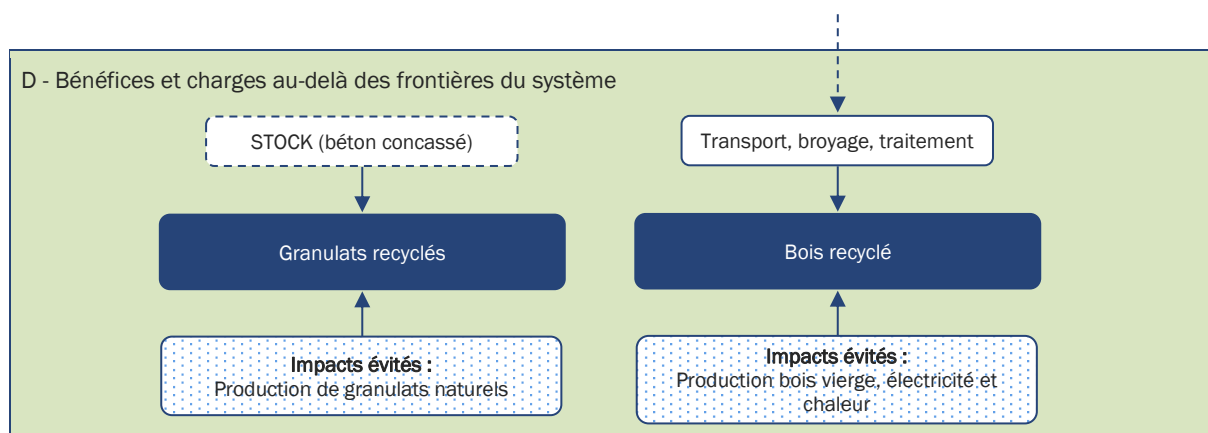 D - Bénéfices et charges au-delà des frontières du système
STOCK (béton concassé)
Transport, broyage, traitement
Granulats recyclés
Bois recyclé
Impacts évités :
Production de granulats naturels
Impacts évités :
Production bois vierge, électricité et
chaleur